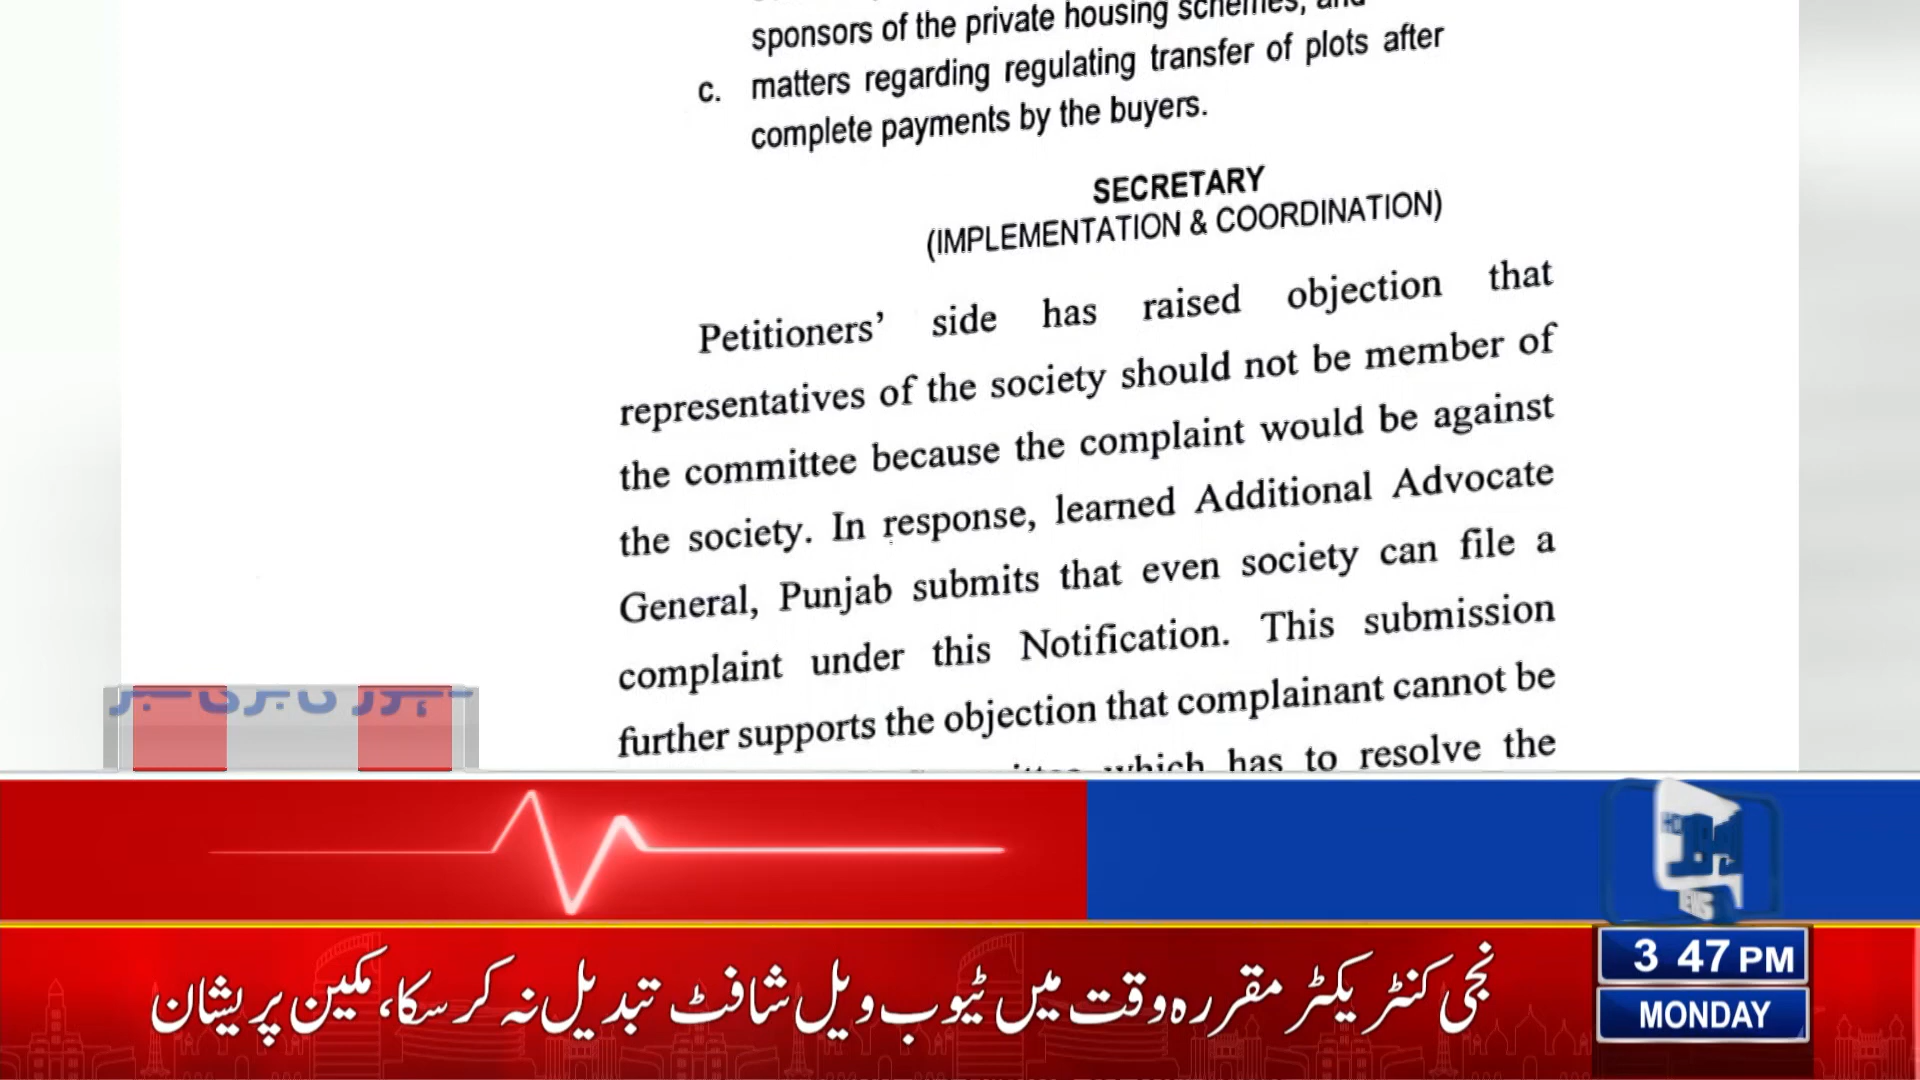 sponsors of the private housing schemes, and
c. matters regarding regulating transfer of plots after
complete payments by the buyers.
SECRETARY
(IMPLEMENTATION & COORDINATION)
Petitioners’ side has raised objection that
representatives of the society should not be member of
the committee because the complaint would be against
the society. In response, learned Additional Advocate
General, Punjab submits that even society can file a
complaint under this Notification. This submission
further supports the objection that complainant cannot be
which has to resolve the
NEWS
3 47 PM
MONDAY
نجی کنٹریکٹر مقررہ وقت میں ٹیوب ویل شافٹ تبدیل نہ کر سکا، مکین پریشان